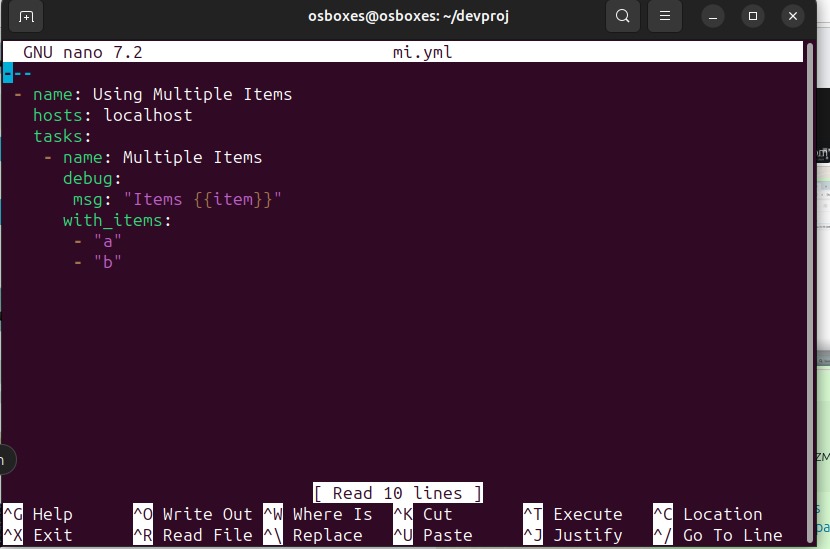 osboxes@osboxes: ~/devproj
GNU nano 7.2 mi.yml
---
- name: Using Multiple Items
hosts: localhost
tasks:
- name: Multiple Items
debug:
msg: "Items {{item}}"
with_items:
- "a"
- "b"
[ Read 10 lines ]
^G Help ^O Write Out ^W Where Is ^K Cut ^T Execute ^C Location
^X Exit ^R Read File ^\ Replace ^U Paste ^J Justify ^/ Go To Line